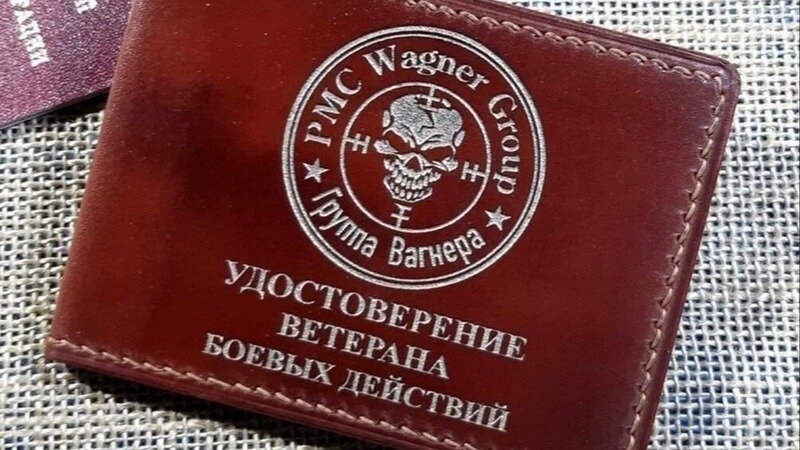 PMC Wagner Group
Группа Вагнера
УДОСТОВЕРЕНИЕ
ВЕТЕРАНА
БОЕВЫХ ДЕЙСТВИЙ